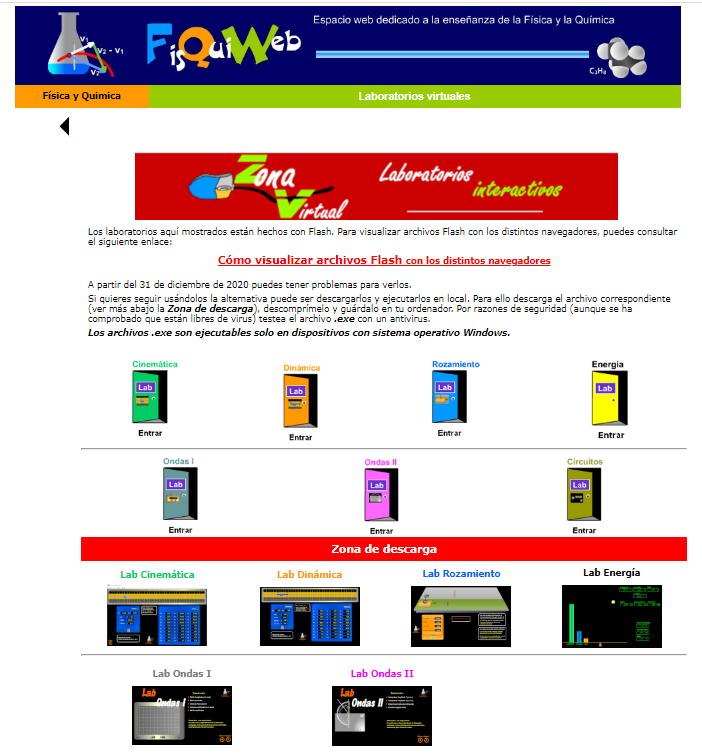 Espacio web dedicado a la enseñanza de la Física y la Química
V₁
V₂ - V₁
V₂
FisQuiWeb
C₂H₆
Física y Quimica
Laboratorios virtuales
Zona
Virtual
Laboratorios
interactivos
Los laboratorios aquí mostrados están hechos con Flash. Para visualizar archivos Flash con los distintos navegadores, puedes consultar
el siguiente enlace:
Cómo visualizar archivos Flash con los distintos navegadores
A partir del 31 de diciembre de 2020 puedes tener problemas para verlos.
Si quieres seguir usándolos la alternativa puede ser descargarlos y ejecutarlos en local. Para ello descarga el archivo correspondiente
(ver más abajo la Zona de descarga), descomprímelo y guárdalo en tu ordenador. Por razones de seguridad (aunque se ha
comprobado que están libres de virus) testea el archivo .exe con un antivirus.
Los archivos .exe son ejecutables solo en dispositivos con sistema operativo Windows.
Cinemática
Dinámica
Rozamiento
Energía
Lab
Lab
Lab
Lab
Entrar
Entrar
Entrar
Entrar
Ondas I
Ondas II
Circuitos
Lab
Lab
Lab
Entrar
Entrar
Entrar
Zona de descarga
Lab Cinemática
Lab Dinámica
Lab Rozamiento
Lab Energía
Lab Ondas I
Lab Ondas II
Lab
Ondas I
Lab
Ondas II